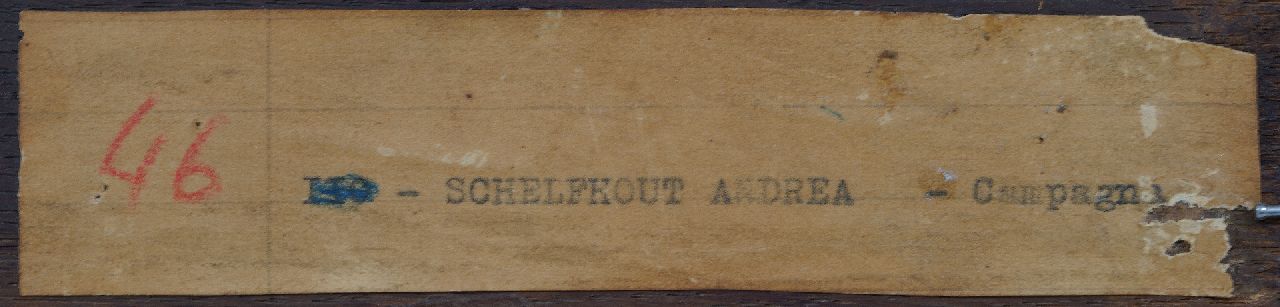 46 - SCHELFHOUT ANDREA - Campagna